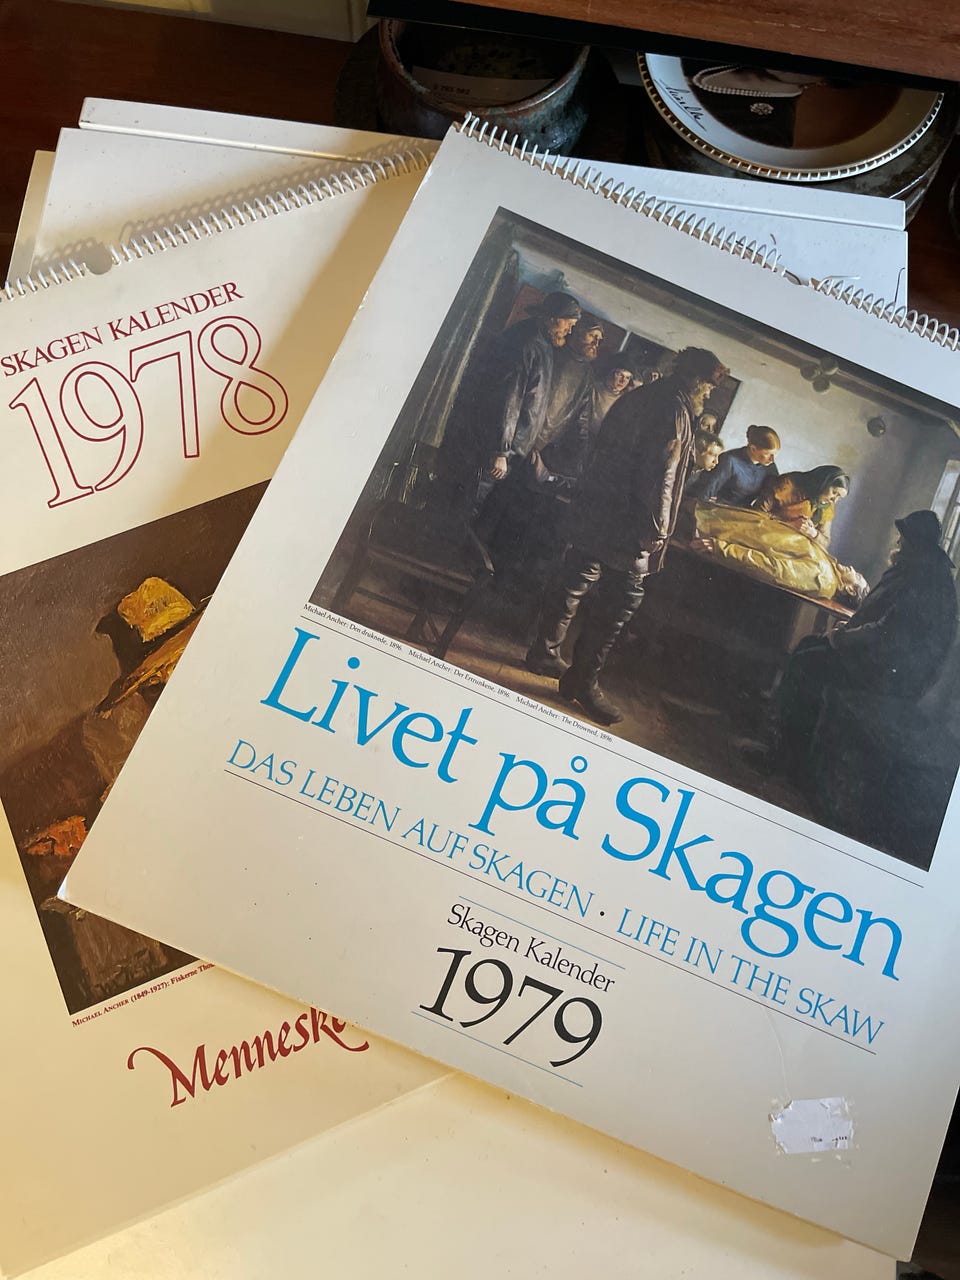 SKAGEN KALENDER
1978
MICHAEL ANCHER (1849-1927): Fiskerne
Michael Ancher: Den druknede, 1896. Michael Ancher: Der Ertrunkene, 1896. Michael Ancher: The Drowned, 1896
Livet på Skagen
DAS LEBEN AUF SKAGEN · LIFE IN THE SKAW
Skagen Kalender
1979